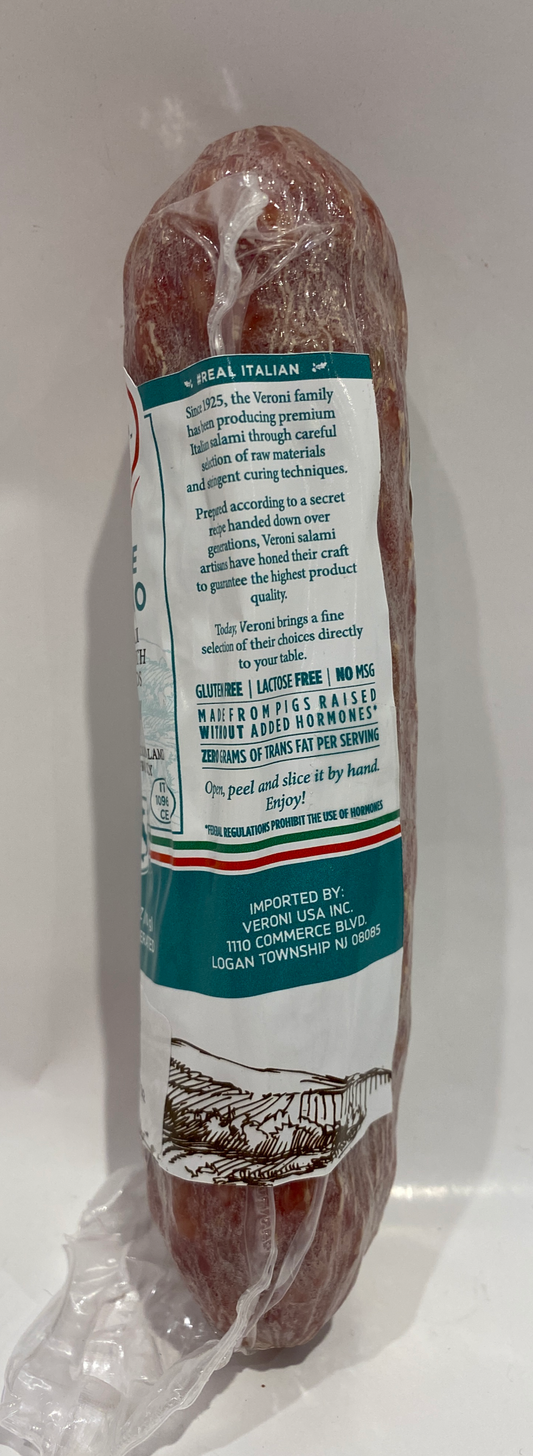 #REAL ITALIAN
Since 1925, the Veroni family
has been producing premium
Italian salami through careful
selection of raw materials
and stringent curing techniques.
Prepared according to a secret
recipe handed down over
generations, Veroni salami
artisans have honed their craft
to guarantee the highest product
quality.
Today, Veroni brings a fine
selection of their choices directly
to your table.
GLUTEN FREE | LACTOSE FREE | NO MSG
MADE FROM PIGS RAISED
WITHOUT ADDED HORMONES*
ZERO GRAMS OF TRANS FAT PER SERVING
Open, peel and slice it by hand.
Enjoy!
*FEDERAL REGULATIONS PROHIBIT THE USE OF HORMONES
IMPORTED BY:
VERONI USA INC.
1110 COMMERCE BLVD.
LOGAN TOWNSHIP NJ 08085
E
O
IT
CE